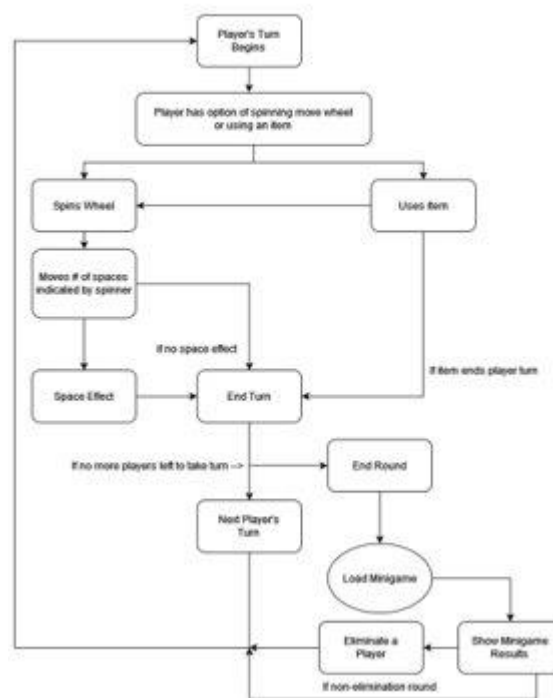 Player's Turn
Begins
Player has option of spinning move wheel
or using an item
Spins Wheel
Uses item
Moves # of spaces
indicated by spinner
If no space effect
If item ends player turn
Space Effect
End Turn
If no more players left to take turn -->
End Round
Next Player's
Turn
Load Minigame
Eliminate a
Player
Show Minigame
Results
If non-elimination round